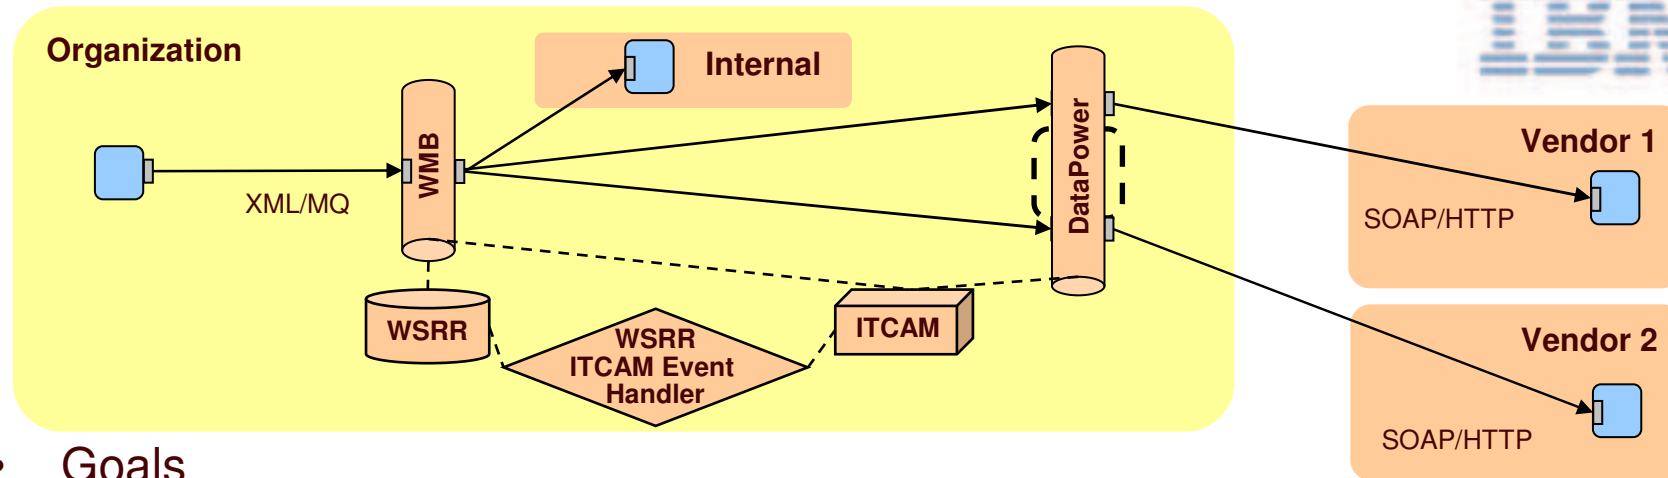 Organization
Internal
WMB
DataPower
XML/MQ
WSRR
WSRR
ITCAM Event
Handler
ITCAM
Vendor 1
SOAP/HTTP
Vendor 2
SOAP/HTTP
• Goals
IBM